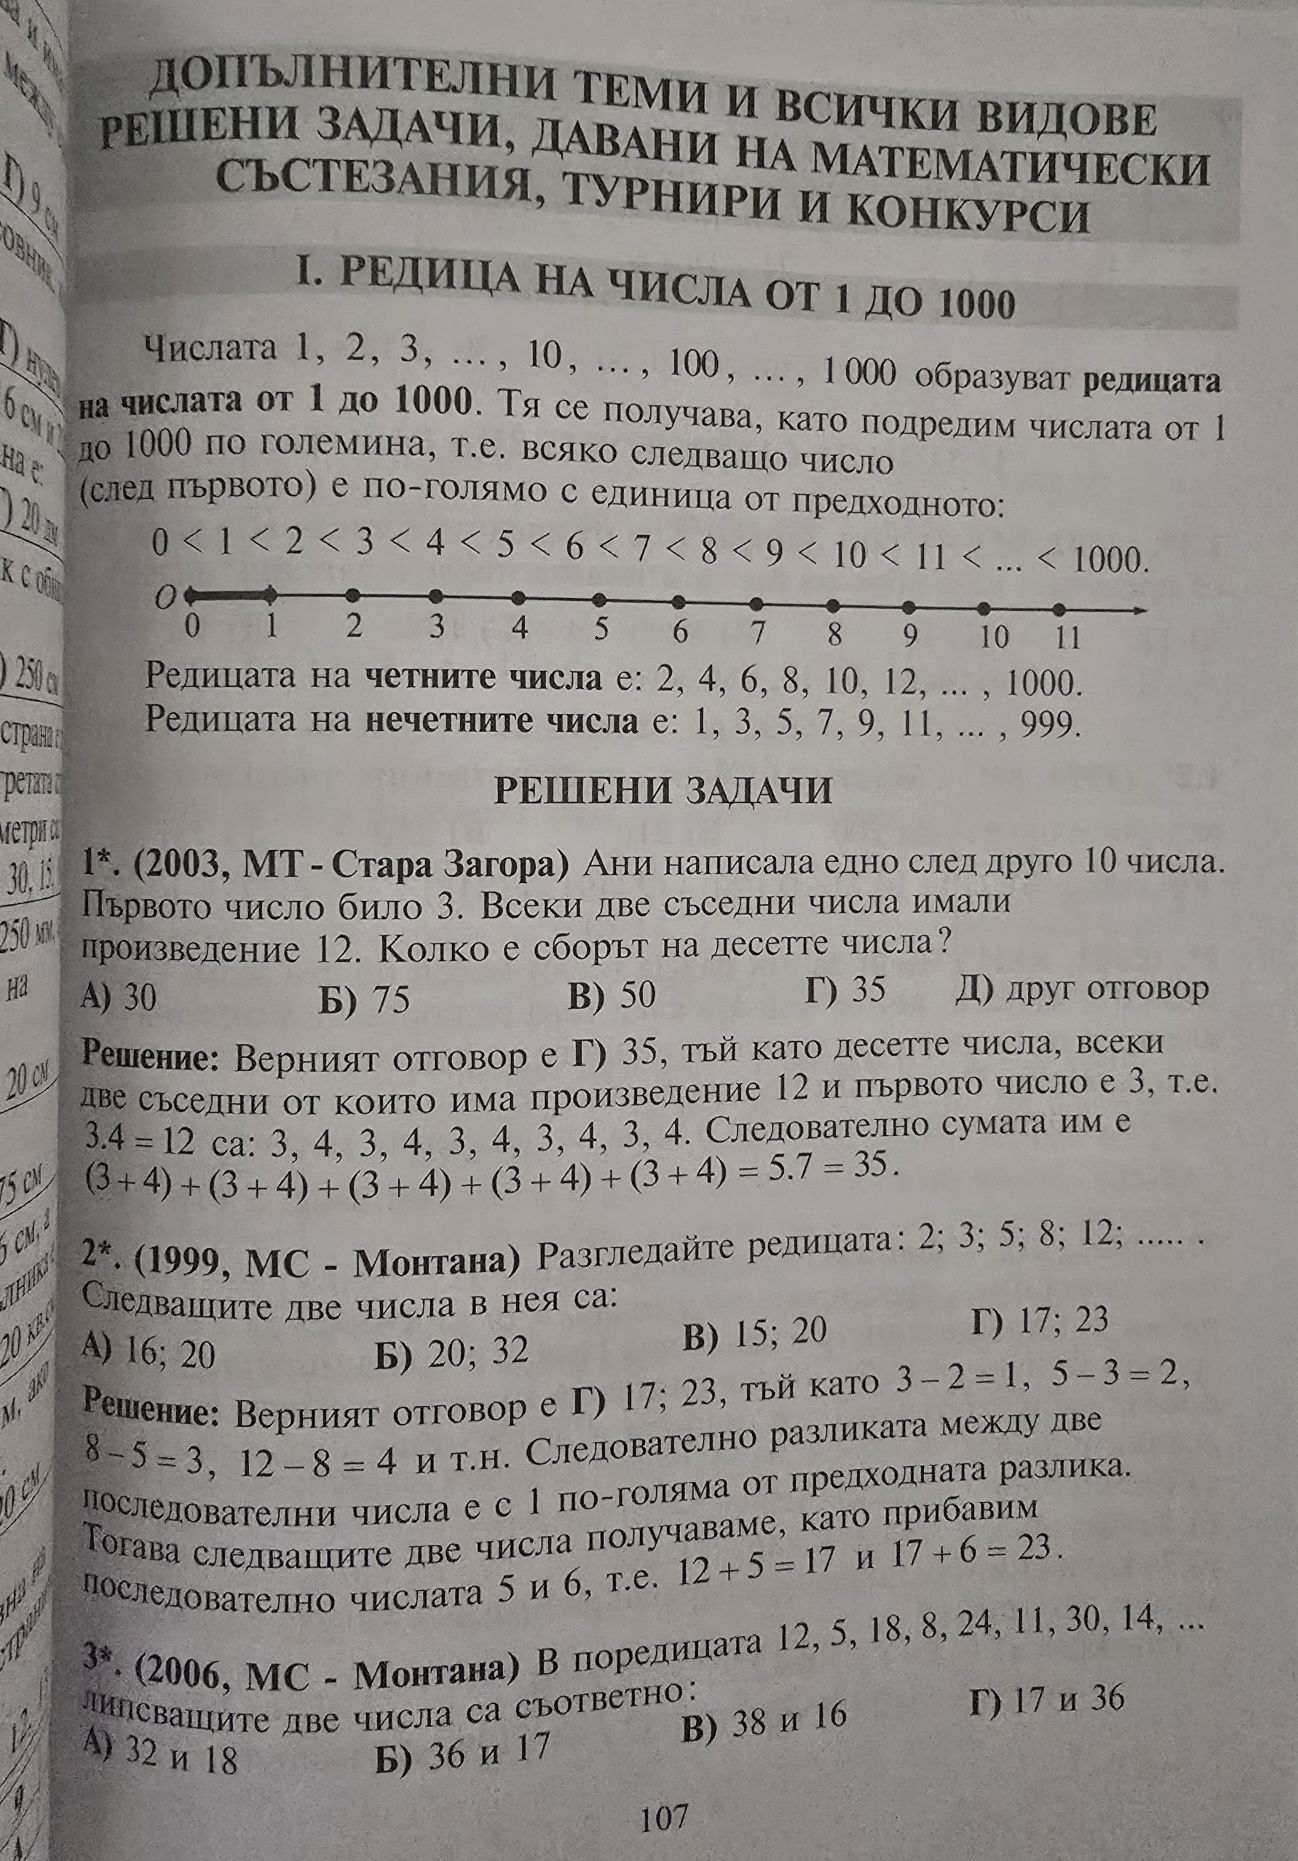 ДОПЪЛНИТЕЛНИ ТЕМИ И ВСИЧКИ ВИДОВЕ
РЕШЕНИ ЗАДАЧИ, ДАВАНИ НА МАТЕМАТИЧЕСКИ
СЪСТЕЗАНИЯ, ТУРНИРИ И КОНКУРСИ
I. РЕДИЦА НА ЧИСЛА ОТ 1 ДО 1000
Числата 1, 2, 3, ... , 10, ... , 100, ... , 1000 образуват редицата
на числата от 1 до 1000. Тя се получава, като подредим числата от 1
до 1000 по големина, т.е. всяко следващо число
(след първото) е по-голямо с единица от предходното:
0 < 1 < 2 < 3 < 4 < 5 < 6 < 7 < 8 < 9 < 10 < 11 < ... < 1000.
O
0 1 2 3 4 5 6 7 8 9 10 11
Редицата на четните числа е: 2, 4, 6, 8, 10, 12, ... , 1000.
Редицата на нечетните числа е: 1, 3, 5, 7, 9, 11, ... , 999.
РЕШЕНИ ЗАДАЧИ
1*. (2003, МТ - Стара Загора) Ани написала едно след друго 10 числа.
Първото число било 3. Всеки две съседни числа имали
произведение 12. Колко е сборът на десетте числа?
А) 30 Б) 75 В) 50 Г) 35 Д) друг отговор
Решение: Верният отговор е Г) 35, тъй като десетте числа, всеки
две съседни от които има произведение 12 и първото число е 3, т.е.
3.4 = 12 са: 3, 4, 3, 4, 3, 4, 3, 4, 3, 4. Следователно сумата им е
(3+4)+(3+4)+(3+4)+(3+4)+(3+4) = 5.7 = 35.
2*. (1999, МС - Монтана) Разгледайте редицата: 2; 3; 5; 8; 12; ..... .
Следващите две числа в нея са:
А) 16; 20 Б) 20; 32 В) 15; 20 Г) 17; 23
Решение: Верният отговор е Г) 17; 23, тъй като 3−2=1, 5−3=2,
8−5=3, 12−8=4 и т.н. Следователно разликата между две
последователни числа е с 1 по-голяма от предходната разлика.
Тогава следващите две числа получаваме, като прибавим
последователно числата 5 и 6, т.е. 12+5=17 и 17+6=23.
3*. (2006, МС - Монтана) В поредицата 12, 5, 18, 8, 24, 11, 30, 14, ...
липсващите две числа са съответно:
А) 32 и 18 Б) 36 и 17 В) 38 и 16 Г) 17 и 36
107